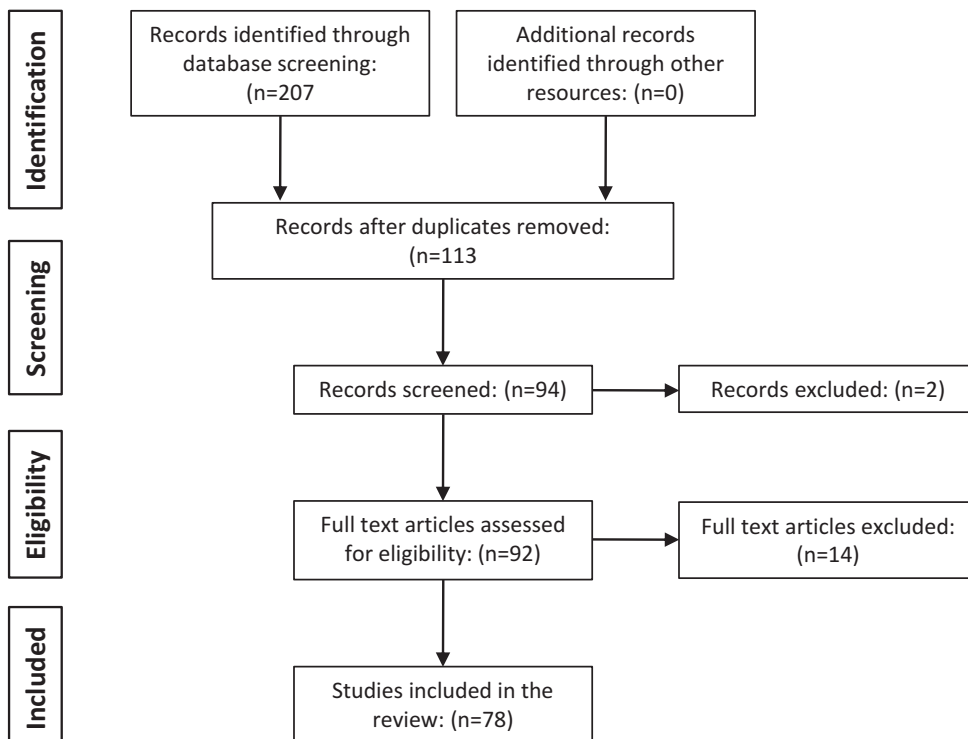 Identification
Records identified through
database screening:
(n=207
Additional records
identified through other
resources: (n=0)
Records after duplicates removed:
(n=113
Screening
Records screened: (n=94)
Records excluded: (n=2)
Eligibility
Full text articles assessed
for eligibility: (n=92)
Full text articles excluded:
(n=14)
Included
Studies included in the
review: (n=78)